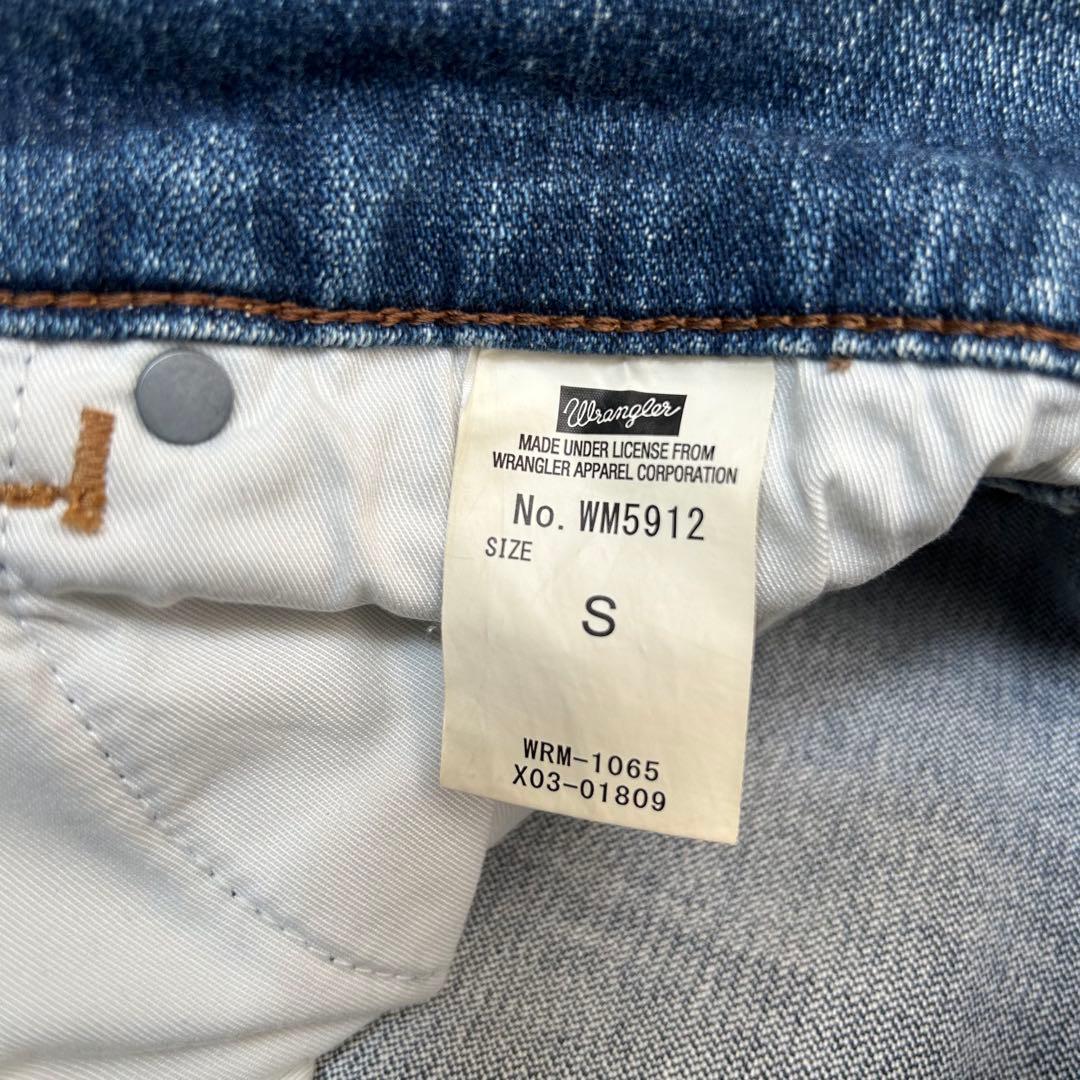 Wrangler
MADE UNDER LICENSE FROM
WRANGLER APPAREL CORPORATION
No. WM5912
SIZE
S
WRM-1065
X03-01809